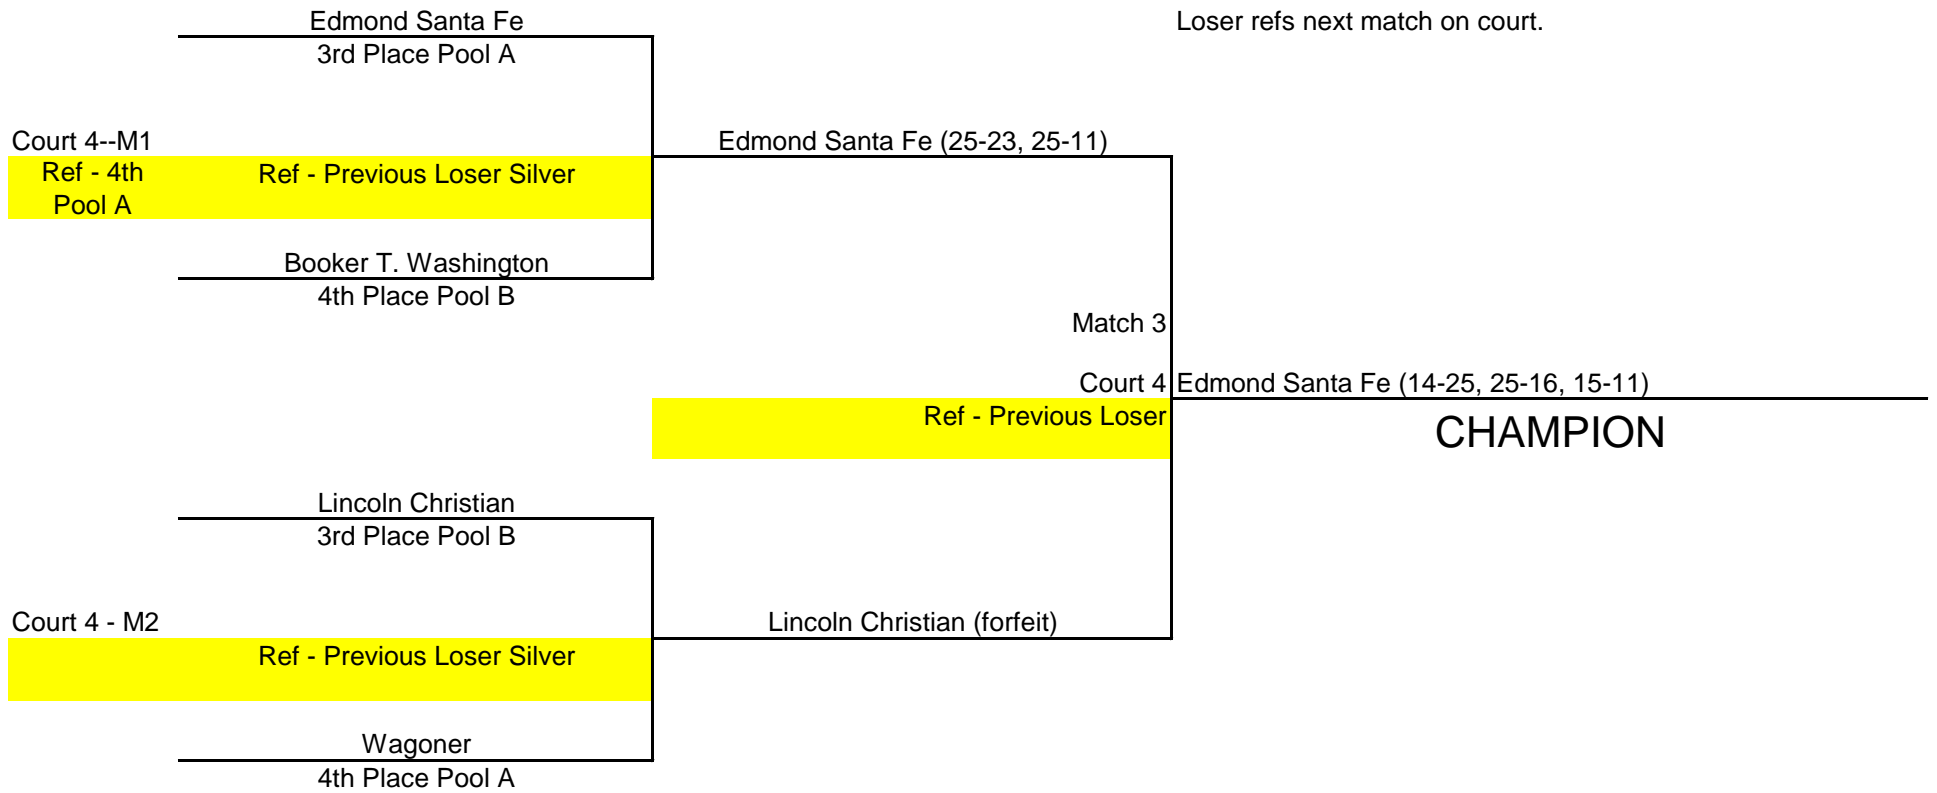 Edmond Santa Fe
Loser refs next match on court.
3rd Place Pool A
Court 4--M1
Edmond Santa Fe (25-23, 25-11)
Ref - 4th
Pool A
Ref - Previous Loser Silver
Booker T. Washington
4th Place Pool B
Match 3
Court 4
Edmond Santa Fe (14-25, 25-16, 15-11)
Ref - Previous Loser
CHAMPION
Lincoln Christian
3rd Place Pool B
Court 4 - M2
Lincoln Christian (forfeit)
Ref - Previous Loser Silver
Wagoner
4th Place Pool A